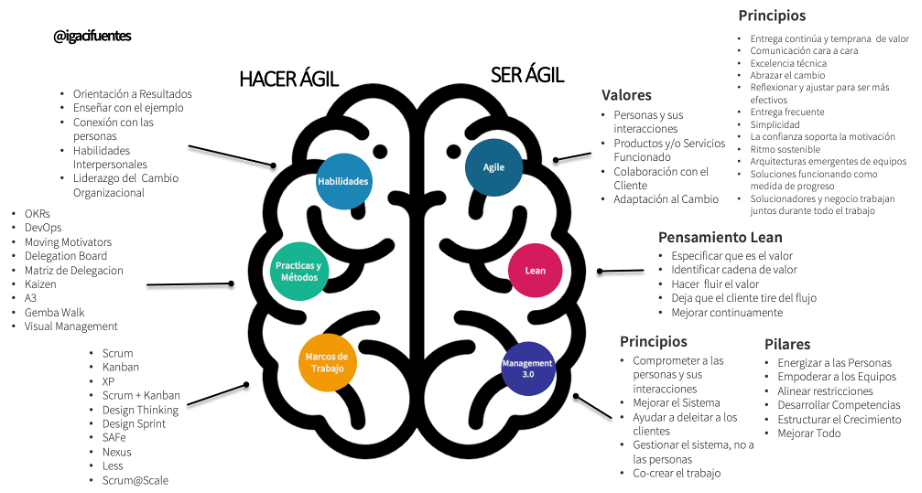 @igacifuentes
HACER ÁGIL
SER ÁGIL
• Orientación a Resultados
• Enseñar con el ejemplo
• Conexión con las
personas
• Habilidades
Interpersonales
• Liderazgo del Cambio
Organizacional
Habilidades
• OKRs
• DevOps
• Moving Motivators
• Delegation Board
• Matriz de Delegacion
• Kaizen
• A3
• Gemba Walk
• Visual Management
Practicas y
Métodos
• Scrum
• Kanban
• XP
• Scrum + Kanban
• Design Thinking
• Design Sprint
• SAFe
• Nexus
• Less
• Scrum@Scale
Marcos de
Trabajo
Agile
Valores
• Personas y sus
interacciones
• Productos y/o Servicios
Funcionado
• Colaboración con el
Cliente
• Adaptación al Cambio
Principios
• Entrega continúa y temprana de valor
• Comunicación cara a cara
• Excelencia técnica
• Abrazar el cambio
• Reflexionar y ajustar para ser más
efectivos
• Entrega frecuente
• Simplicidad
• La confianza soporta la motivación
• Ritmo sostenible
• Arquitecturas emergentes de equipos
• Soluciones funcionando como
medida de progreso
• Solucionadores y negocio trabajan
juntos durante todo el trabajo
Lean
Pensamiento Lean
• Especificar que es el valor
• Identificar cadena de valor
• Hacer fluir el valor
• Deja que el cliente tire del flujo
• Mejorar continuamente
Management
3.0
Principios
• Comprometer a las
personas y sus
interacciones
• Mejorar el Sistema
• Ayudar a deleitar a los
clientes
• Gestionar el sistema, no a
las personas
• Co-crear el trabajo
Pilares
• Energizar a las Personas
• Empoderar a los Equipos
• Alinear restricciones
• Desarrollar Competencias
• Estructurar el Crecimiento
• Mejorar Todo